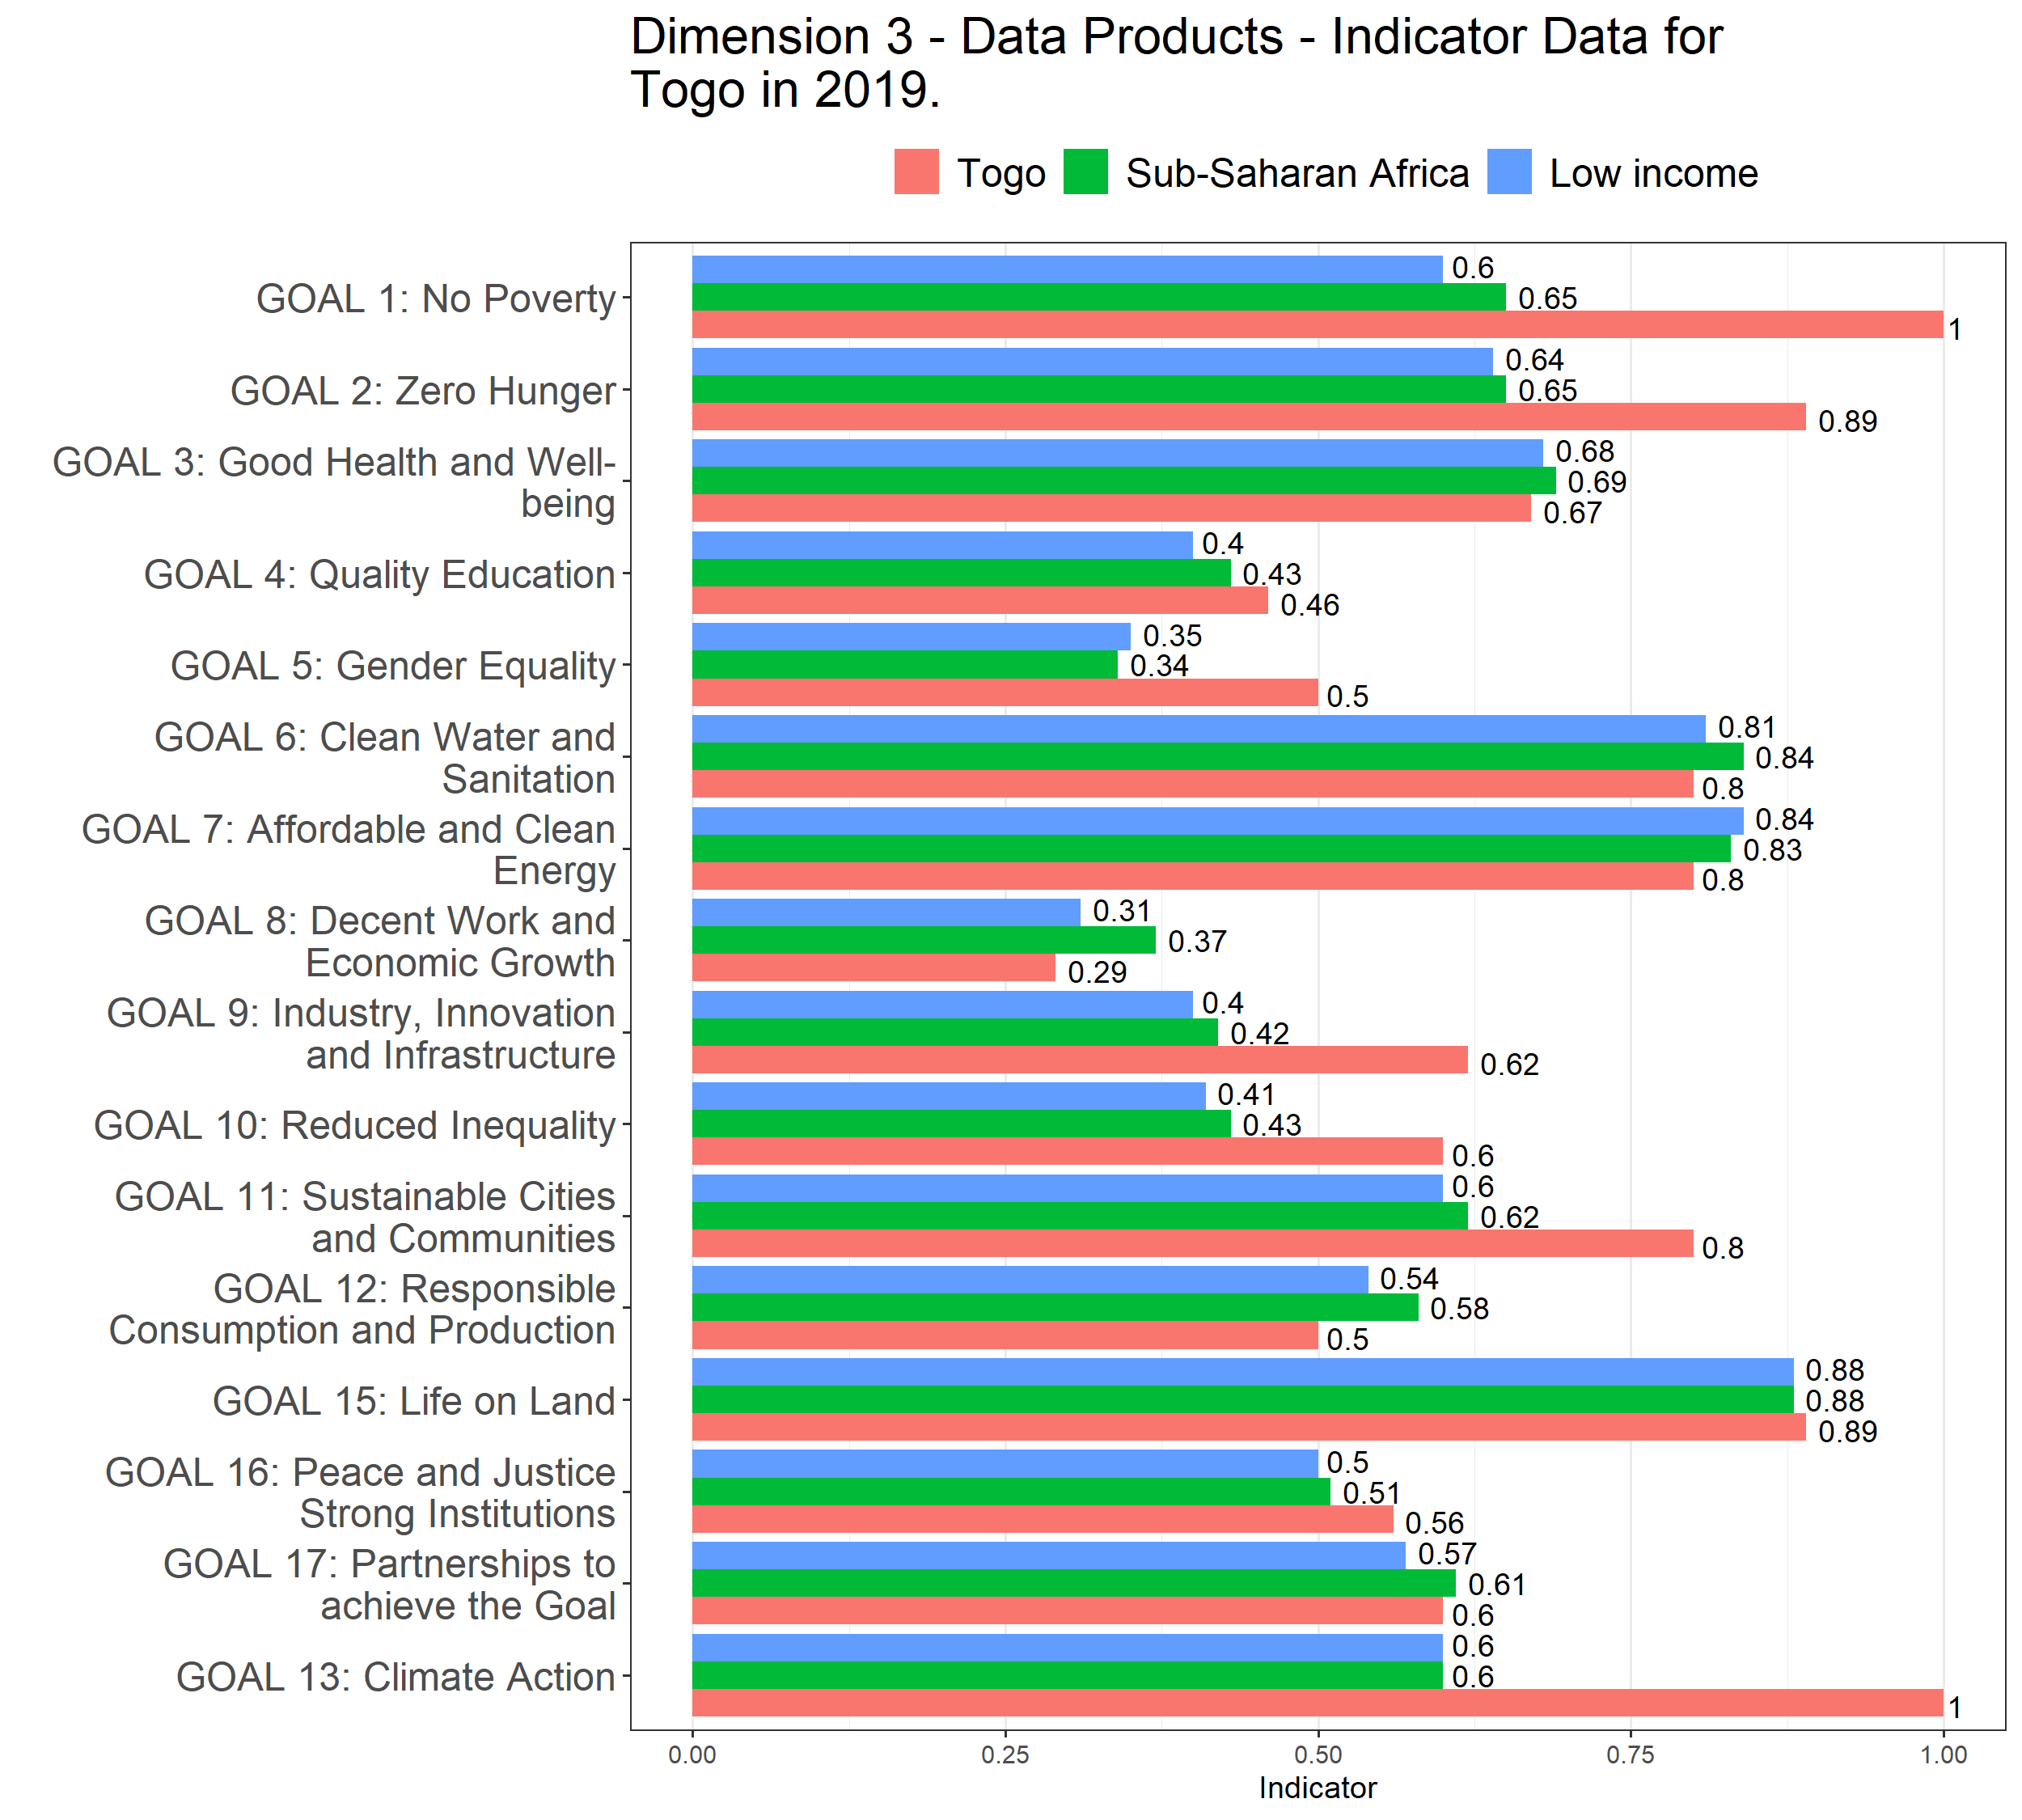 Dimension 3 - Data Products - Indicator Data for
Togo in 2019.
Togo Sub-Saharan Africa Low income
GOAL 1: No Poverty
0.6
0.65
1
GOAL 2: Zero Hunger
0.64
0.65
0.89
GOAL 3: Good Health and Well-
being
0.68
0.69
0.67
GOAL 4: Quality Education
0.4
0.43
0.46
GOAL 5: Gender Equality
0.35
0.34
0.5
GOAL 6: Clean Water and
Sanitation
0.81
0.84
0.8
GOAL 7: Affordable and Clean
Energy
0.84
0.83
0.8
GOAL 8: Decent Work and
Economic Growth
0.31
0.37
0.29
GOAL 9: Industry, Innovation
and Infrastructure
0.4
0.42
0.62
GOAL 10: Reduced Inequality
0.41
0.43
0.6
GOAL 11: Sustainable Cities
and Communities
0.6
0.62
0.8
GOAL 12: Responsible
Consumption and Production
0.54
0.58
0.5
GOAL 15: Life on Land
0.88
0.88
0.89
GOAL 16: Peace and Justice
Strong Institutions
0.5
0.51
0.56
GOAL 17: Partnerships to
achieve the Goal
0.57
0.61
0.6
GOAL 13: Climate Action
0.6
0.6
1
0.00 0.25 0.50 0.75 1.00
Indicator